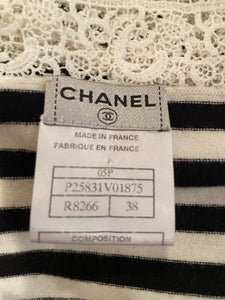 CHANEL
MADE IN FRANCE
FABRIQUE EN FRANCE
05P
P25831V01875
R8266 38
COMPOSITION